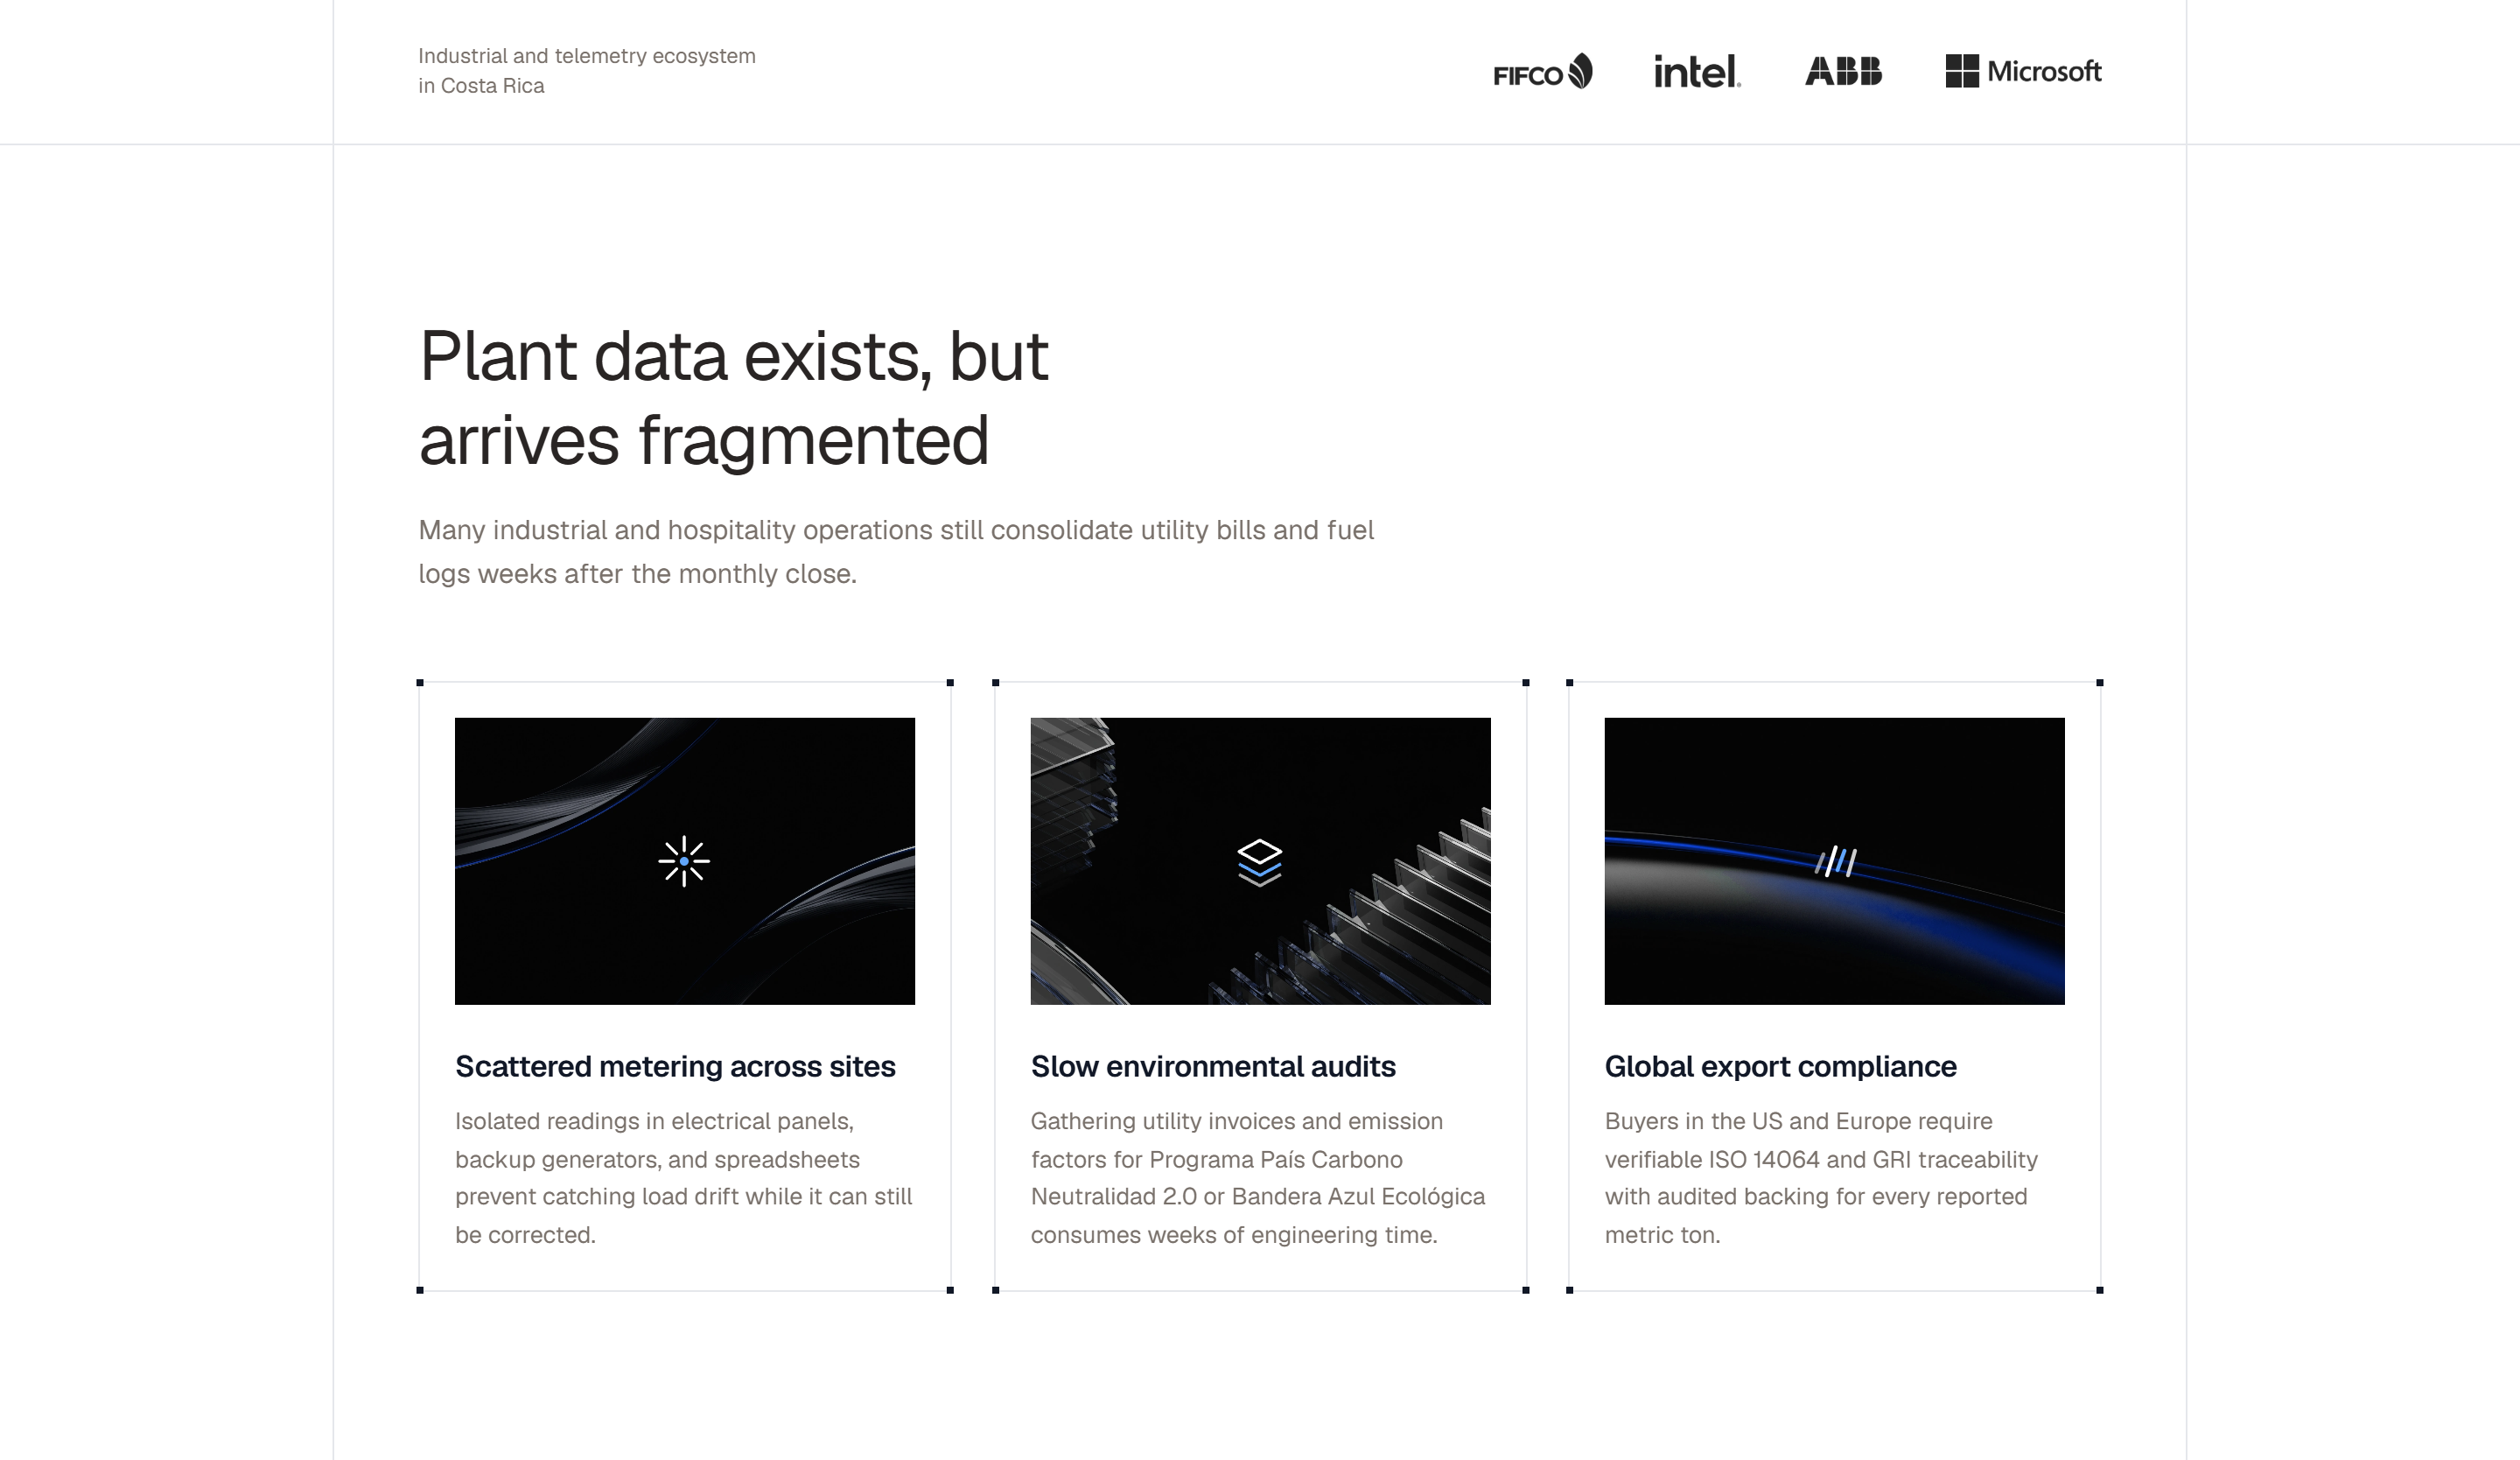 Industrial and telemetry ecosystem
in Costa Rica
FIFCO
intel.
ABB
Microsoft
Plant data exists, but
arrives fragmented
Many industrial and hospitality operations still consolidate utility bills and fuel
logs weeks after the monthly close.
Scattered metering across sites
Isolated readings in electrical panels,
backup generators, and spreadsheets
prevent catching load drift while it can still
be corrected.
Slow environmental audits
Gathering utility invoices and emission
factors for Programa País Carbono
Neutralidad 2.0 or Bandera Azul Ecológica
consumes weeks of engineering time.
Global export compliance
Buyers in the US and Europe require
verifiable ISO 14064 and GRI traceability
with audited backing for every reported
metric ton.